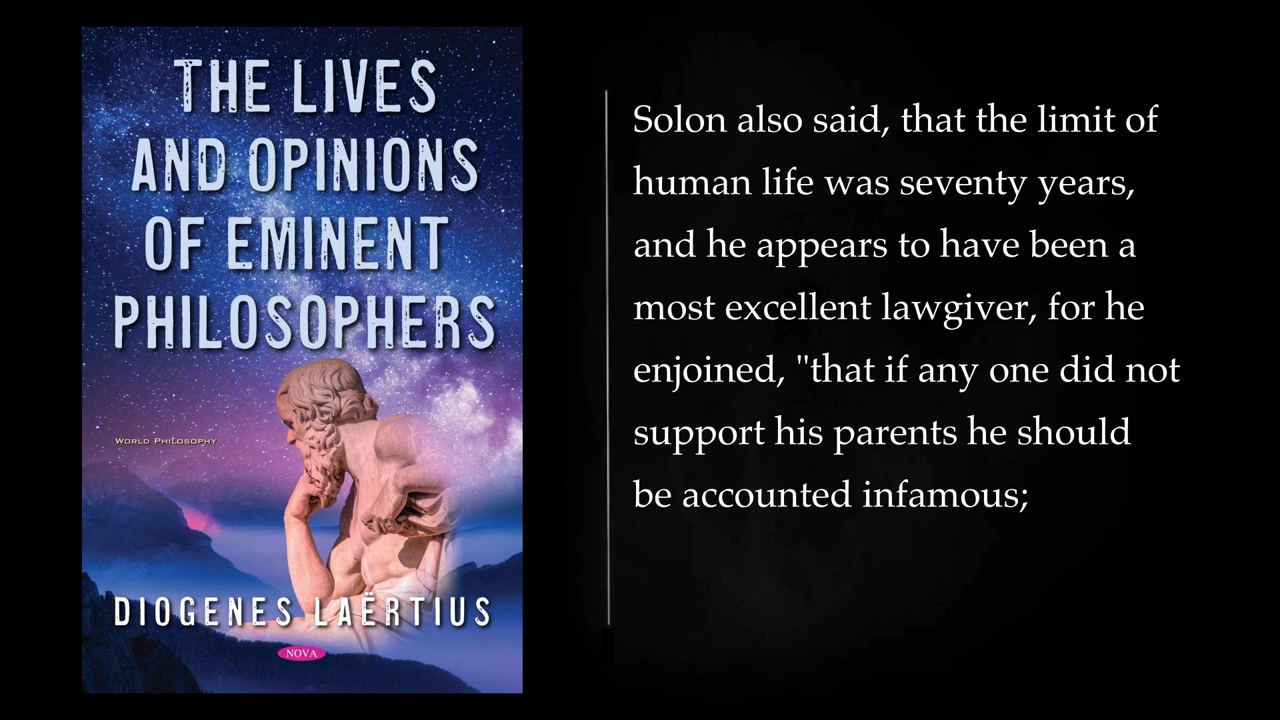 THE LIVES
AND OPINIONS
OF EMINENT
PHILOSOPHERS
WORLD PHILOSOPHY
DIOGENES LAËRTIUS
NOVA
Solon also said, that the limit of
human life was seventy years,
and he appears to have been a
most excellent lawgiver, for he
enjoined, "that if any one did not
support his parents he should
be accounted infamous;